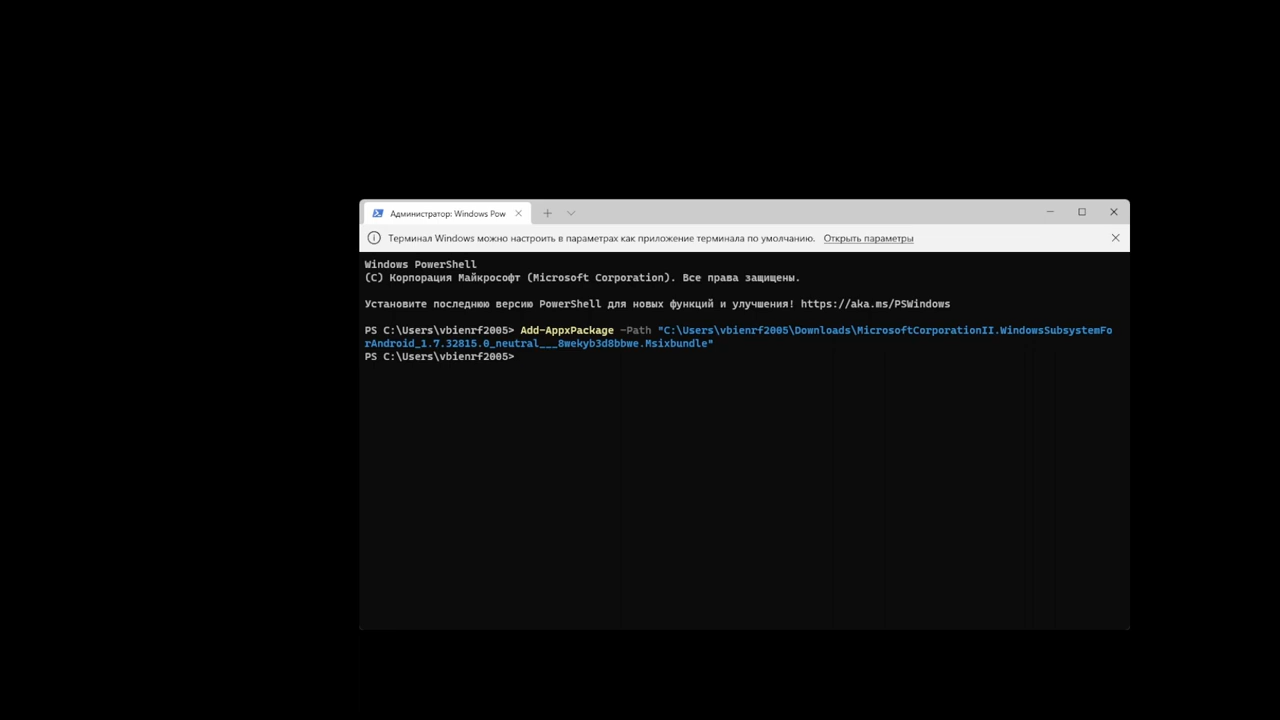 Администратор: Windows Pow
Терминал Windows можно настроить в параметрах как приложение терминала по умолчанию. Открыть параметры
Windows PowerShell
(C) Корпорация Майкрософт (Microsoft Corporation). Все права защищены.
Установите последнюю версию PowerShell для новых функций и улучшения! https://aka.ms/PSWindows
PS C:\Users\vbienrf2005> Add-AppxPackage -Path "C:\Users\vbienrf2005\Downloads\MicrosoftCorporationII.WindowsSubsystemFo
rAndroid_1.7.32815.0_neutral___8wekyb3d8bbwe.Msixbundle"
PS C:\Users\vbienrf2005>